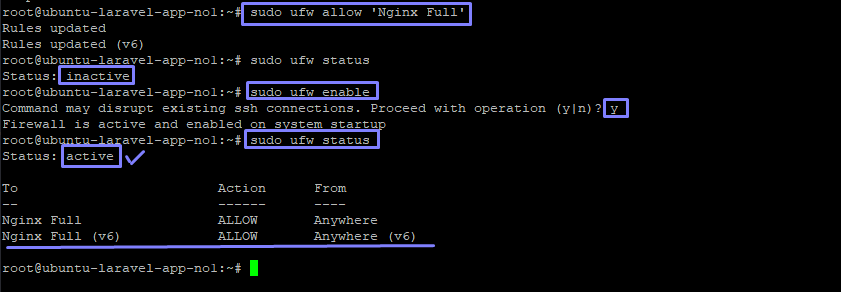 root@ubuntu-laravel-app-no1:~# sudo ufw allow 'Nginx Full'
Rules updated
Rules updated (v6)
root@ubuntu-laravel-app-no1:~# sudo ufw status
Status: inactive
root@ubuntu-laravel-app-no1:~# sudo ufw enable
Command may disrupt existing ssh connections. Proceed with operation (y|n)? y
Firewall is active and enabled on system startup
root@ubuntu-laravel-app-no1:~# sudo ufw status
Status: active
To Action From
-- ------ ----
Nginx Full ALLOW Anywhere
Nginx Full (v6) ALLOW Anywhere (v6)
root@ubuntu-laravel-app-no1:~#